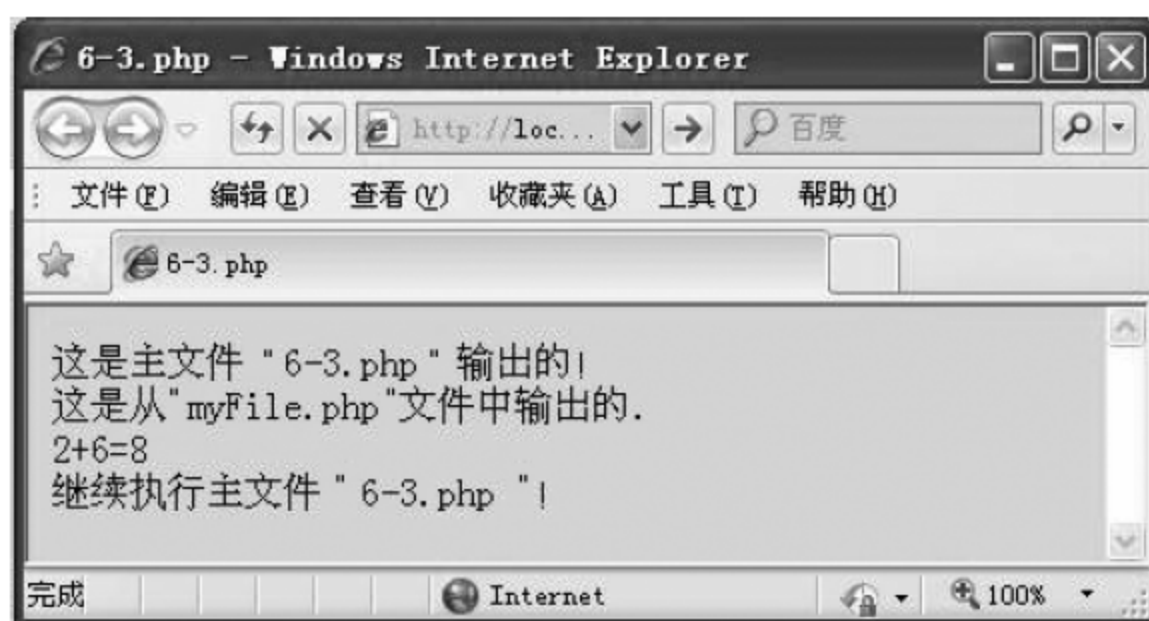 6-3.php - Windows Internet Explorer
http://loc... 百度
文件(F) 编辑(E) 查看(V) 收藏夹(A) 工具(T) 帮助(H)
6-3.php
这是主文件 "6-3.php" 输出的!
这是从"myFile.php"文件中输出的.
2+6=8
继续执行主文件 " 6-3.php "!
完成 Internet 100%